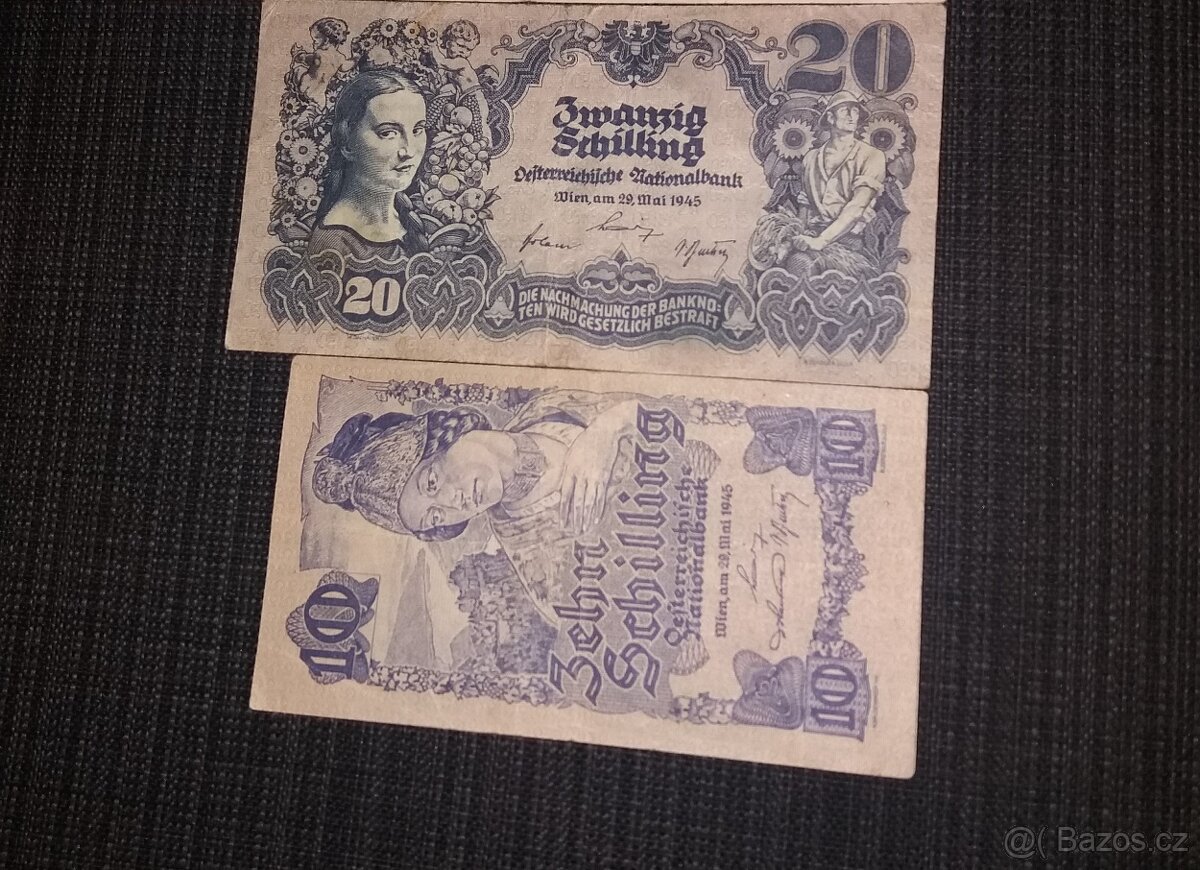 20
Zwanzig
Schilling
Oesterreichische Nationalbank
Wien, am 29. Mai 1945
20
DIE NACHMACHUNG DER BANKNO-
TEN WIRD GESETZLICH BESTRAFT
10
Zehn
Schilling
Oesterreichische
Nationalbank
Wien, am 29. Mai 1945
10
10
@( Bazos.cz